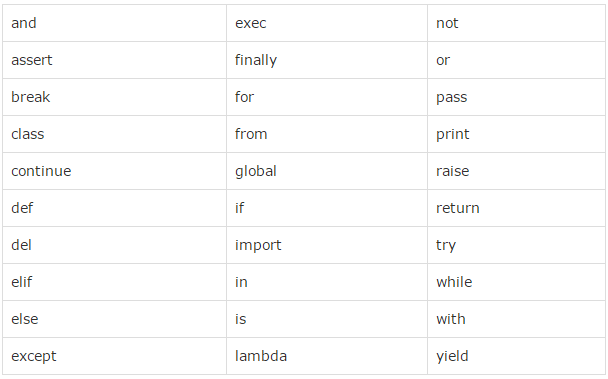 and exec not
assert finally or
break for pass
class from print
continue global raise
def if return
del import try
elif in while
else is with
except lambda yield